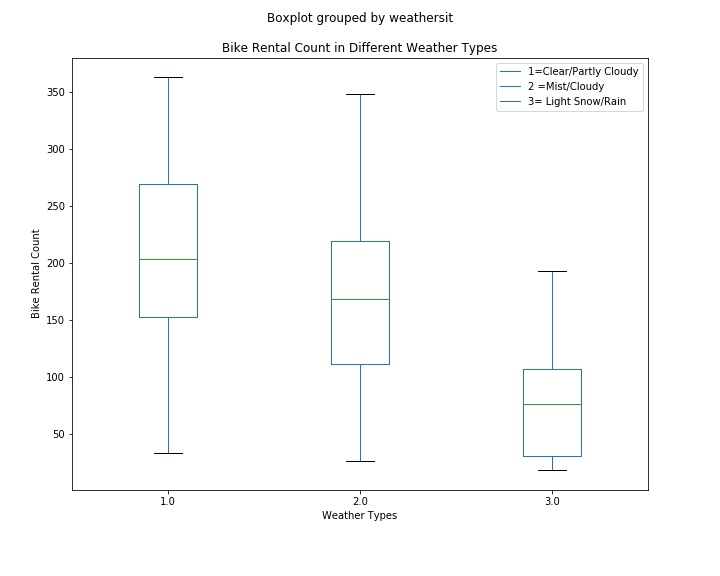 Boxplot grouped by weathersit
Bike Rental Count in Different Weather Types
1=Clear/Partly Cloudy
2 =Mist/Cloudy
3= Light Snow/Rain
350
300
250
200
150
100
50
Bike Rental Count
1.0 2.0 3.0
Weather Types